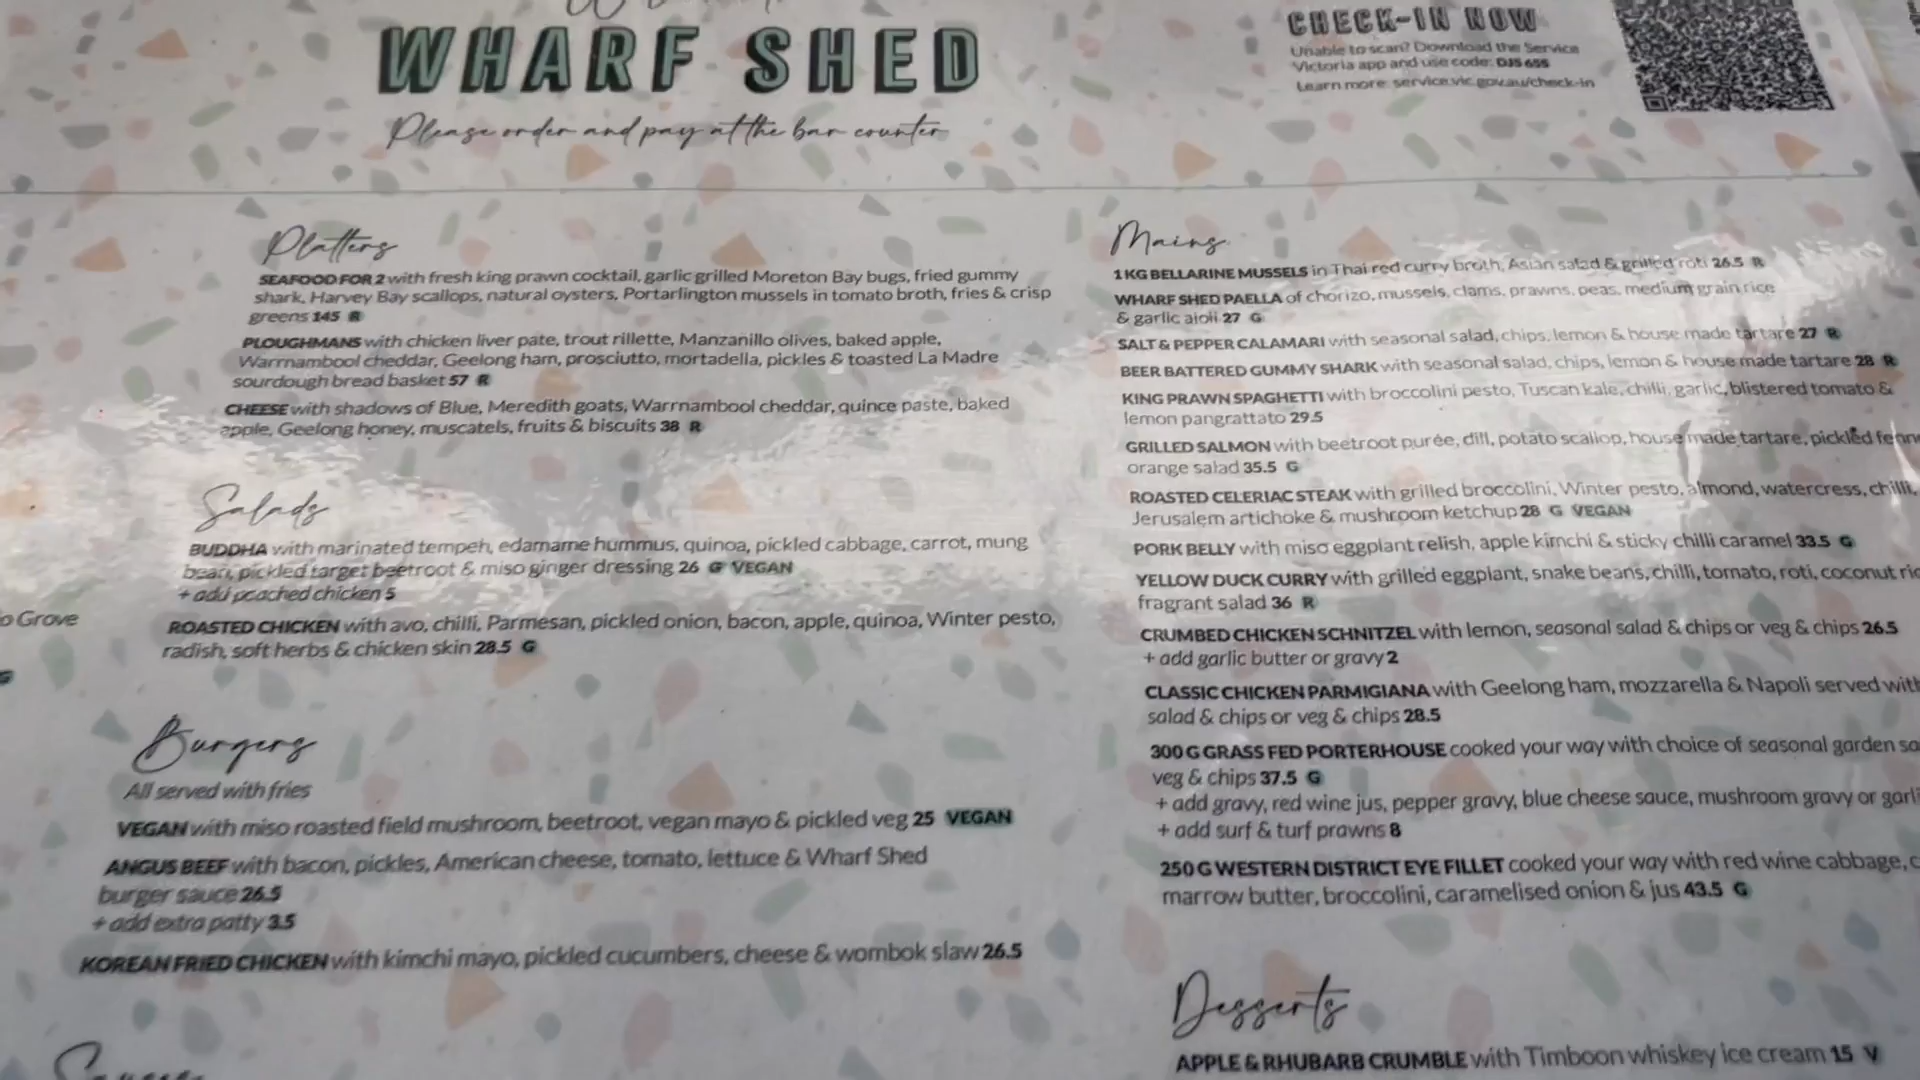 WHARF SHED
Please order and pay at the bar counter
CHECK-IN NOW
Unable to scan? Download the Service
Victoria app and use code: DJS 65S
Learn more: service.vic.gov.au/check-in
Platters
SEAFOOD FOR 2 with fresh king prawn cocktail, garlic grilled Moreton Bay bugs, fried gummy
shark, Harvey Bay scallops, natural oysters, Portarlington mussels in tomato broth, fries & crisp
greens 145 R
PLOUGHMANS with chicken liver pate, trout rillette, Manzanillo olives, baked apple,
Warrnambool cheddar, Geelong ham, prosciutto, mortadella, pickles & toasted La Madre
sourdough bread basket 57 R
CHEESE with shadows of Blue, Meredith goats, Warrnambool cheddar, quince paste, baked
apple, Geelong honey, muscatels, fruits & biscuits 38 R
Salads
BUDDHA with marinated tempeh, edamame hummus, quinoa, pickled cabbage, carrot, mung
bean, pickled target beetroot & miso ginger dressing 26 G VEGAN
+ add poached chicken 5
ROASTED CHICKEN with avo, chilli, Parmesan, pickled onion, bacon, apple, quinoa, Winter pesto,
radish, soft herbs & chicken skin 28.5 G
o Grove
G
Burgers
All served with fries
VEGAN with miso roasted field mushroom, beetroot, vegan mayo & pickled veg 25 VEGAN
ANGUS BEEF with bacon, pickles, American cheese, tomato, lettuce & Wharf Shed
burger sauce 26.5
+ add extra patty 3.5
KOREAN FRIED CHICKEN with kimchi mayo, pickled cucumbers, cheese & wombok slaw 26.5
Mains
1 KG BELLARINE MUSSELS in Thai red curry broth, Asian salad & grilled roti 26.5 R
WHARF SHED PAELLA of chorizo, mussels, clams, prawns, peas, medium grain rice
& garlic aioli 27 G
SALT & PEPPER CALAMARI with seasonal salad, chips, lemon & house made tartare 27 R
BEER BATTERED GUMMY SHARK with seasonal salad, chips, lemon & house made tartare 28 R
KING PRAWN SPAGHETTI with broccolini pesto, Tuscan kale, chilli, garlic, blistered tomato &
lemon pangrattato 29.5
GRILLED SALMON with beetroot purée, dill, potato scallop, house made tartare, pickled fenne
orange salad 35.5 G
ROASTED CELERIAC STEAK with grilled broccolini, Winter pesto, almond, watercress, chilli,
Jerusalem artichoke & mushroom ketchup 28 G VEGAN
PORK BELLY with miso eggplant relish, apple kimchi & sticky chilli caramel 33.5 G
YELLOW DUCK CURRY with grilled eggplant, snake beans, chilli, tomato, roti, coconut ric
fragrant salad 36 R
CRUMBED CHICKEN SCHNITZEL with lemon, seasonal salad & chips or veg & chips 26.5
+ add garlic butter or gravy 2
CLASSIC CHICKEN PARMIGIANA with Geelong ham, mozzarella & Napoli served with
salad & chips or veg & chips 28.5
300 G GRASS FED PORTERHOUSE cooked your way with choice of seasonal garden sa
veg & chips 37.5 G
+ add gravy, red wine jus, pepper gravy, blue cheese sauce, mushroom gravy or garli
+ add surf & turf prawns 8
250 G WESTERN DISTRICT EYE FILLET cooked your way with red wine cabbage, c
marrow butter, broccolini, caramelised onion & jus 43.5 G
Desserts
APPLE & RHUBARB CRUMBLE with Timboon whiskey ice cream 15 V